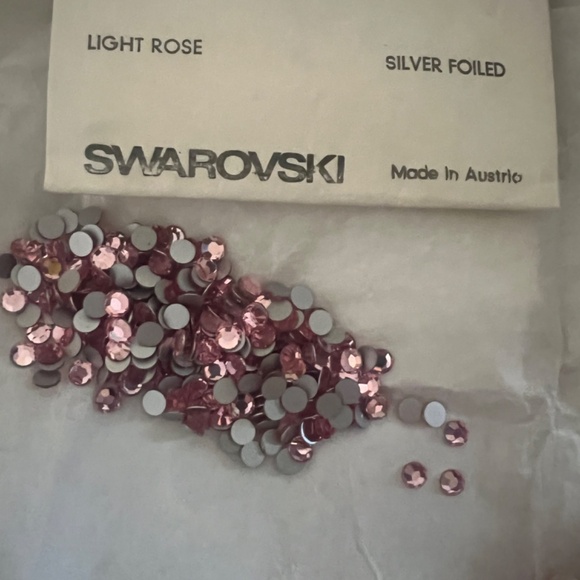 LIGHT ROSE
SILVER FOILED
SWAROVSKI
Made in Austria